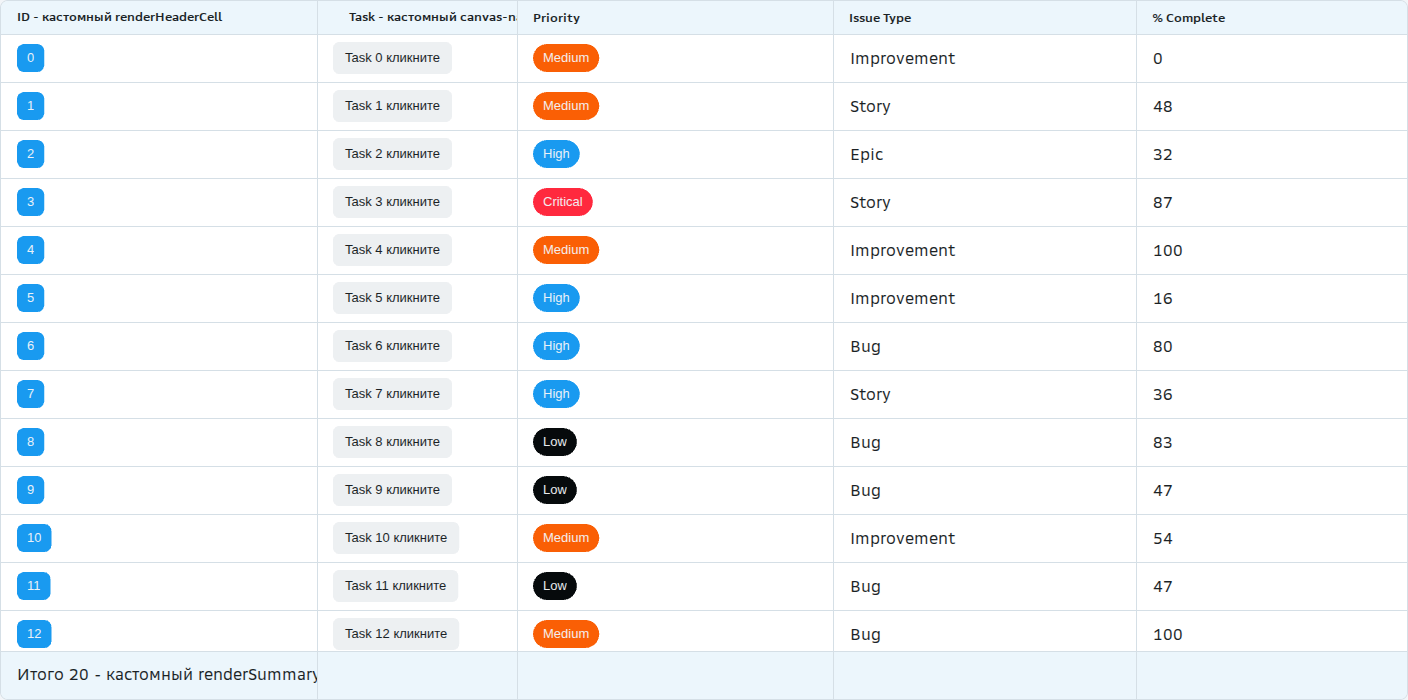 ID - кастомный renderHeaderCell Task - кастомный canvas-n Priority Issue Type % Complete
0 Task 0 кликните Medium Improvement 0
1 Task 1 кликните Medium Story 48
2 Task 2 кликните High Epic 32
3 Task 3 кликните Critical Story 87
4 Task 4 кликните Medium Improvement 100
5 Task 5 кликните High Improvement 16
6 Task 6 кликните High Bug 80
7 Task 7 кликните High Story 36
8 Task 8 кликните Low Bug 83
9 Task 9 кликните Low Bug 47
10 Task 10 кликните Medium Improvement 54
11 Task 11 кликните Low Bug 47
12 Task 12 кликните Medium Bug 100
Итого 20 - кастомный renderSummary